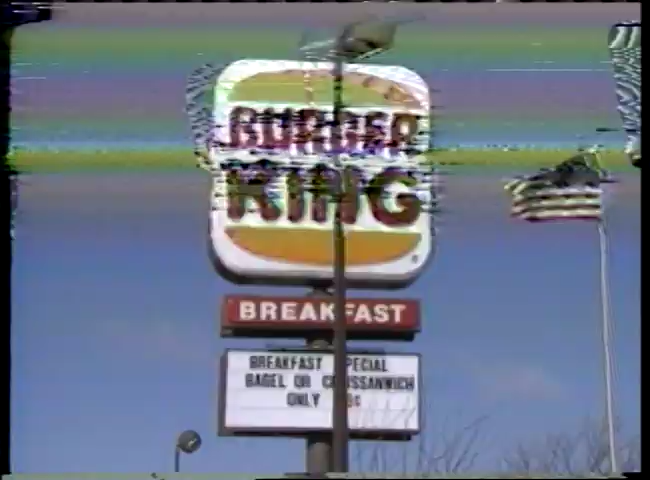 BURGER
KING
BREAKFAST
BREAKFAST SPECIAL
BAGEL OR CROISSANWICH
ONLY